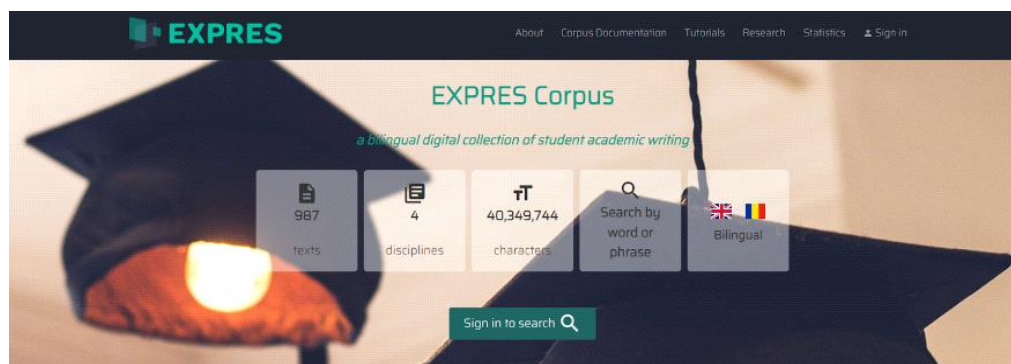 EXPRES
About Corpus Documentation Tutorials Research Statistics Sign in
EXPRES Corpus
a bilingual digital collection of student academic writing
987
texts
4
disciplines
40,349,744
characters
Search by
word or
phrase
Bilingual
Sign in to search